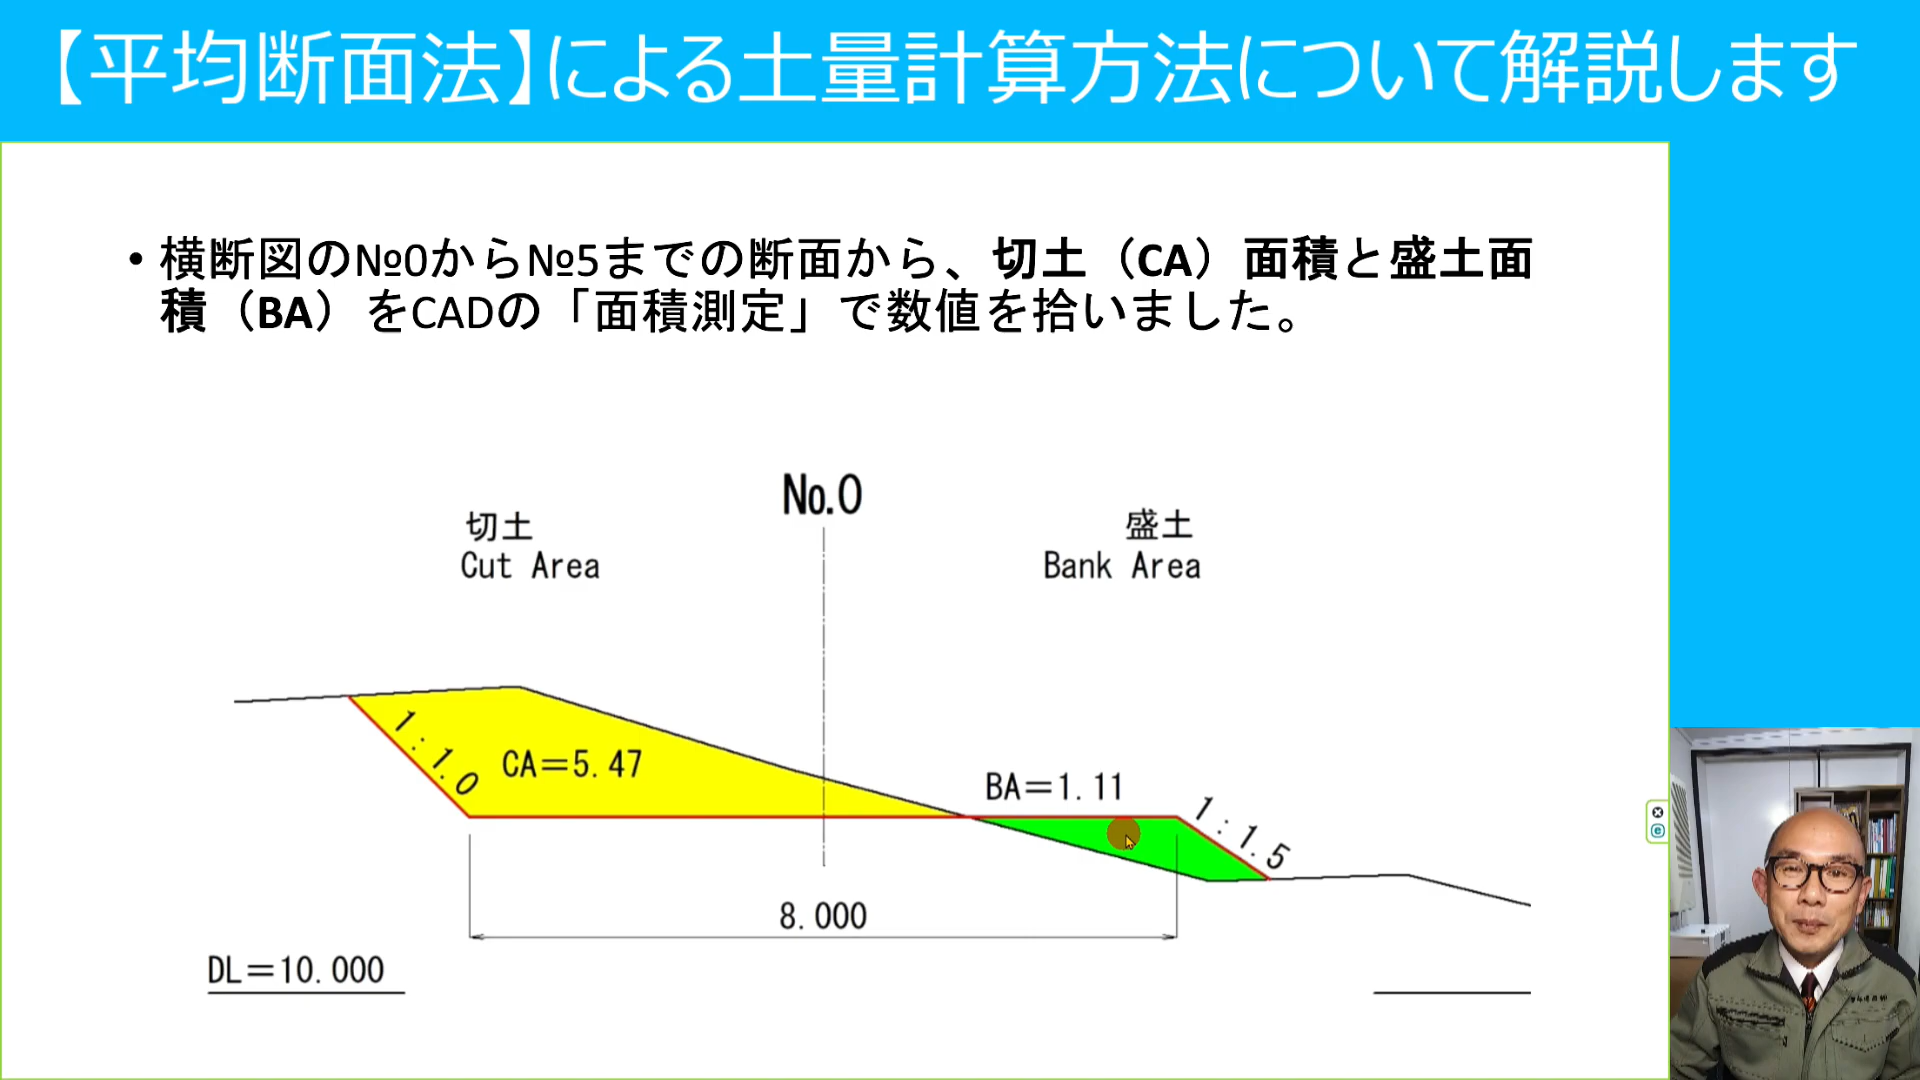 【平均断面法】による土量計算方法について解説します
• 横断図の№0から№5までの断面から、切土（CA）面積と盛土面
積（BA）をCADの「面積測定」で数値を拾いました。
No.0
切土
Cut Area
盛土
Bank Area
1:1.0
CA=5.47
BA=1.11
1:1.5
8.000
DL=10.000